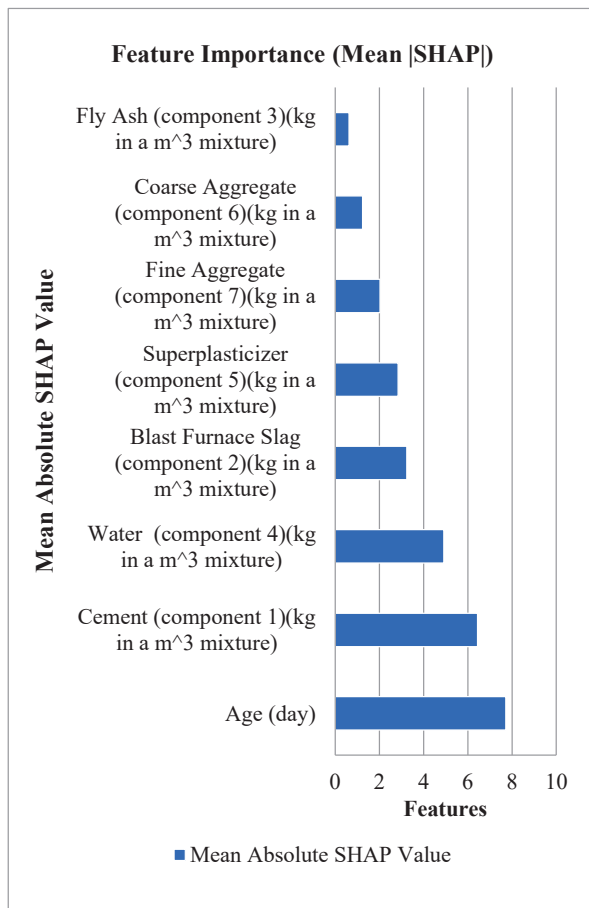 Feature Importance (Mean |SHAP|)
Mean Absolute SHAP Value
Fly Ash (component 3)(kg
in a m^3 mixture)
Coarse Aggregate
(component 6)(kg in a
m^3 mixture)
Fine Aggregate
(component 7)(kg in a
m^3 mixture)
Superplasticizer
(component 5)(kg in a
m^3 mixture)
Blast Furnace Slag
(component 2)(kg in a
m^3 mixture)
Water  (component 4)(kg
in a m^3 mixture)
Cement (component 1)(kg
in a m^3 mixture)
Age (day)
0 2 4 6 8 10
Features
Mean Absolute SHAP Value